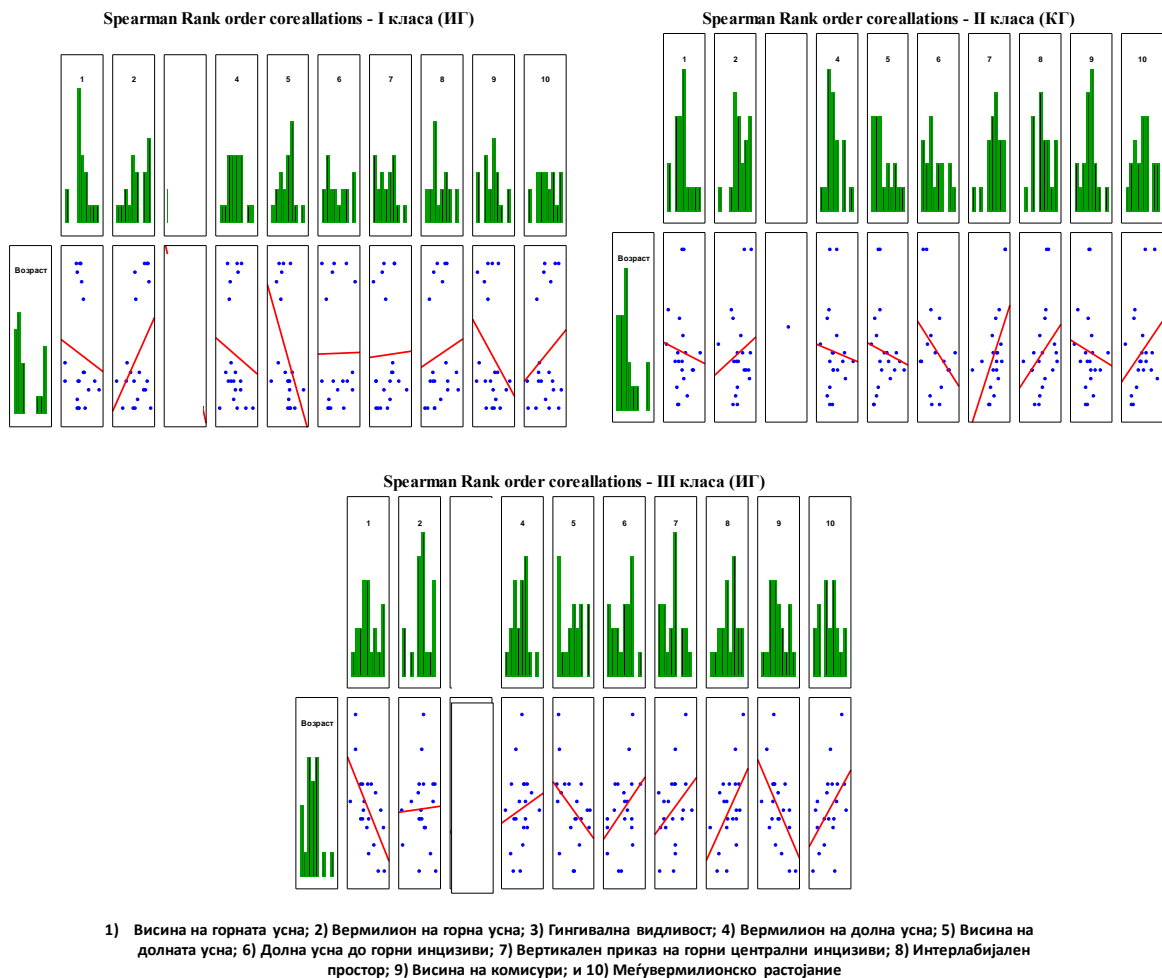 Spearman Rank order coreallations - I класа (ИГ)
1 2 4 5 6 7 8 9 10
Возраст
Spearman Rank order coreallations - II класа (КГ)
1 2 4 5 6 7 8 9 10
Возраст
Spearman Rank order coreallations - III класа (ИГ)
1 2 4 5 6 7 8 9 10
Возраст
1) Висина на горната усна; 2) Вермилион на горна усна; 3) Гингивална видливост; 4) Вермилион на долна усна; 5) Висина на
долната усна; 6) Долна усна до горни инцизиви; 7) Вертикален приказ на горни централни инцизиви; 8) Интерлабијален
простор; 9) Висина на комисури; и 10) Меѓувермилионско растојание